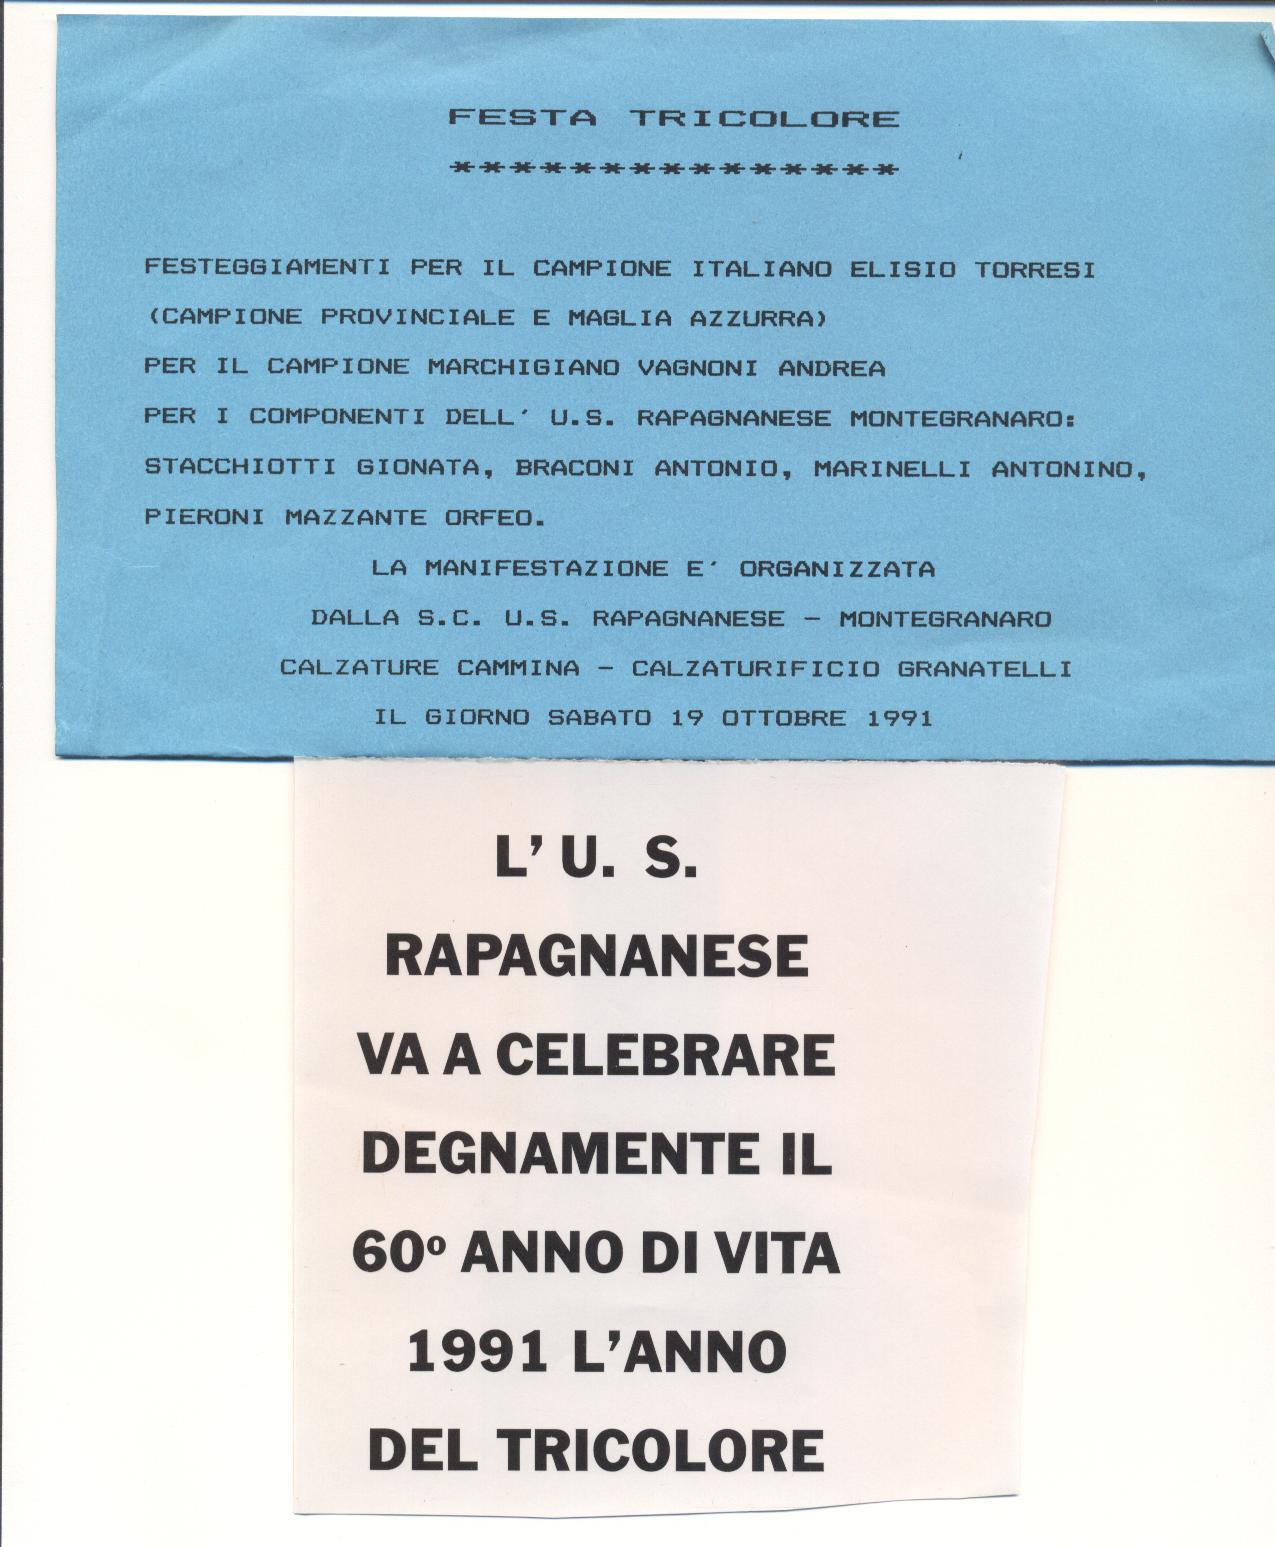 FESTA TRICOLORE
***************
FESTEGGIAMENTI PER IL CAMPIONE ITALIANO ELISIO TORRESI
(CAMPIONE PROVINCIALE E MAGLIA AZZURRA)
PER IL CAMPIONE MARCHIGIANO VAGNONI ANDREA
PER I COMPONENTI DELL' U.S. RAPAGNANESE MONTEGRANARO:
STACCHIOTTI GIONATA, BRACONI ANTONIO, MARINELLI ANTONINO,
PIERONI MAZZANTE ORFEO.
LA MANIFESTAZIONE E' ORGANIZZATA
DALLA S.C. U.S. RAPAGNANESE - MONTEGRANARO
CALZATURE CAMMINA - CALZATURIFICIO GRANATELLI
IL GIORNO SABATO 19 OTTOBRE 1991
L' U. S.
RAPAGNANESE
VA A CELEBRARE
DEGNAMENTE IL
60º ANNO DI VITA
1991 L'ANNO
DEL TRICOLORE